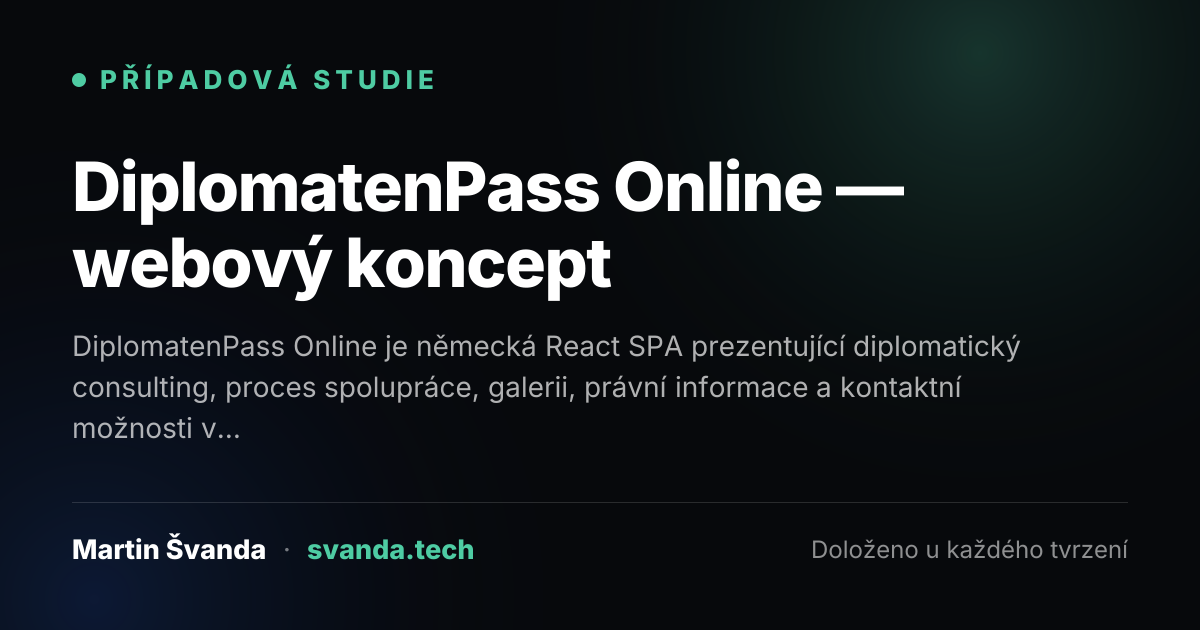 PŘÍPADOVÁ STUDIE
DiplomatenPass Online —
webový koncept
DiplomatenPass Online je německá React SPA prezentující diplomatický
consulting, proces spolupráce, galerii, právní informace a kontaktní
možnosti v…
Martin Švanda · svanda.tech
Doloženo u každého tvrzení